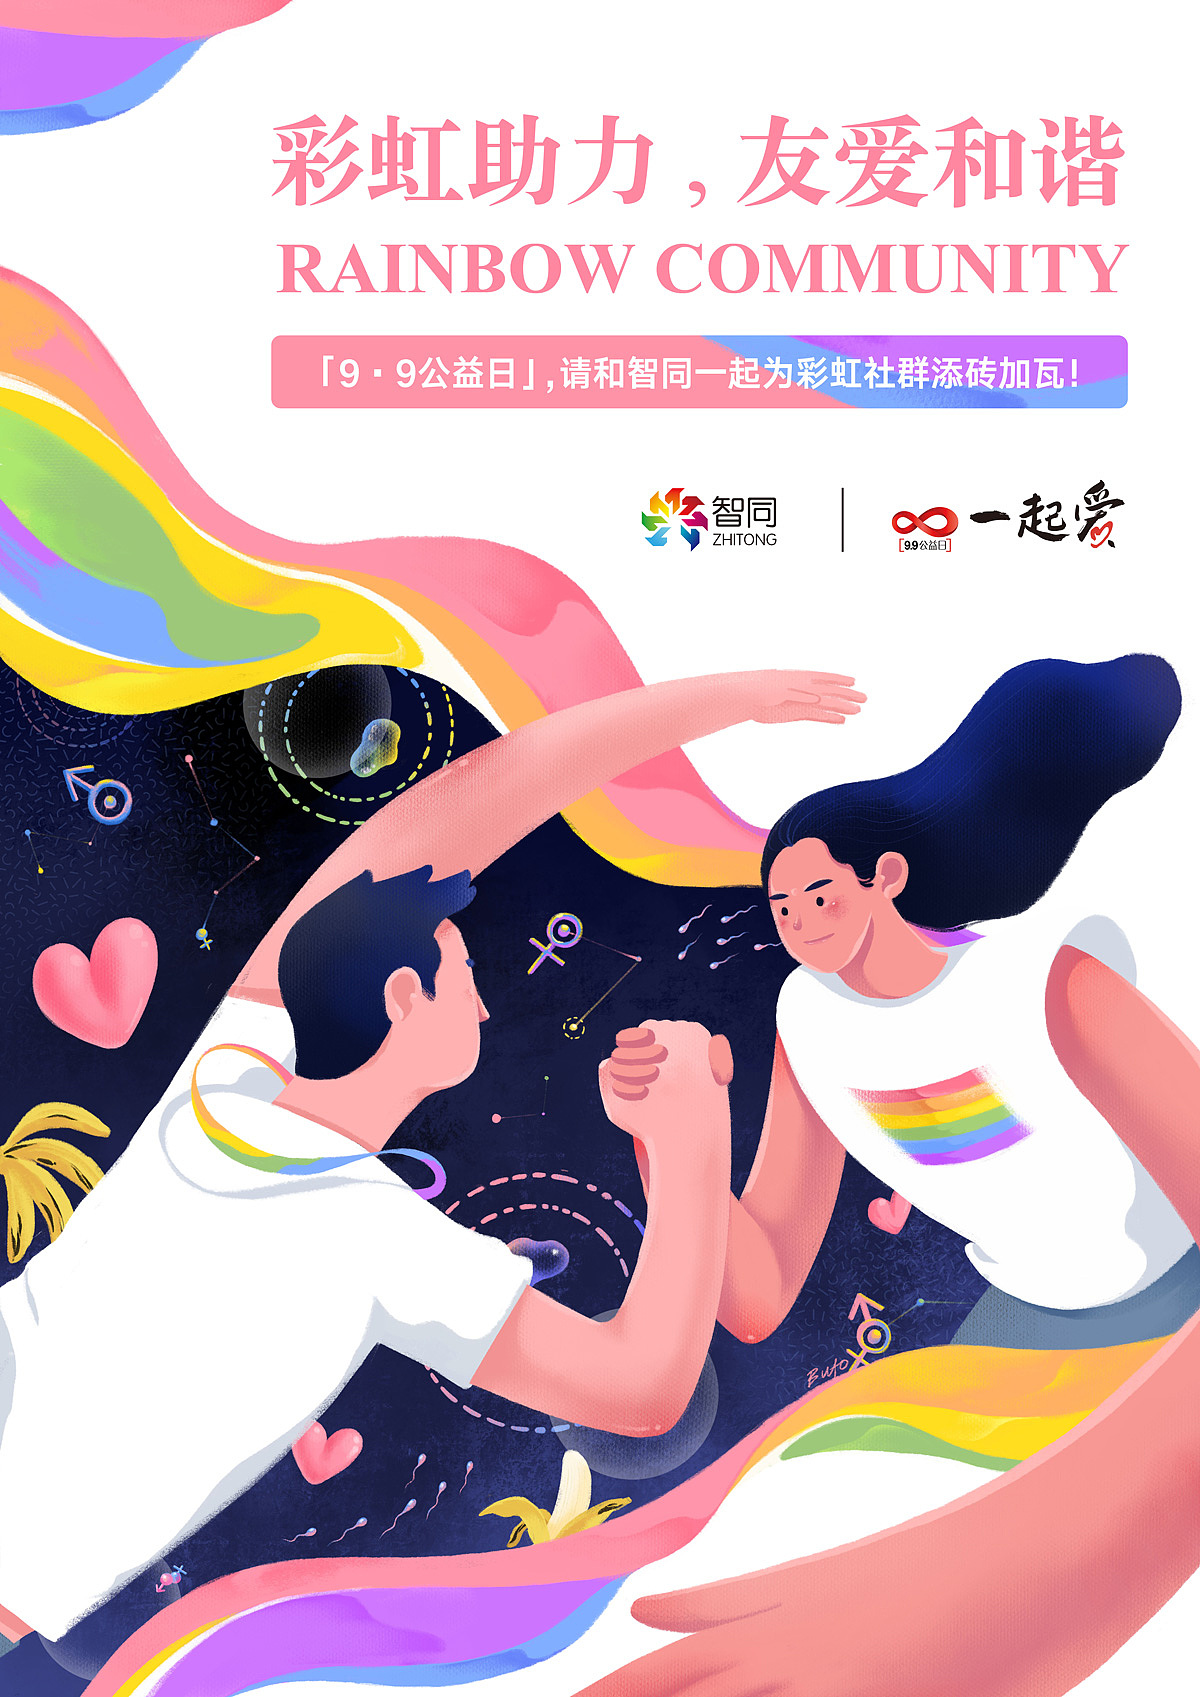 彩虹助力，友爱和谐
RAINBOW COMMUNITY
「9·9公益日」,请和智同一起为彩虹社群添砖加瓦!
智同
ZHITONG
一起爱
[9.9公益日]
Buto